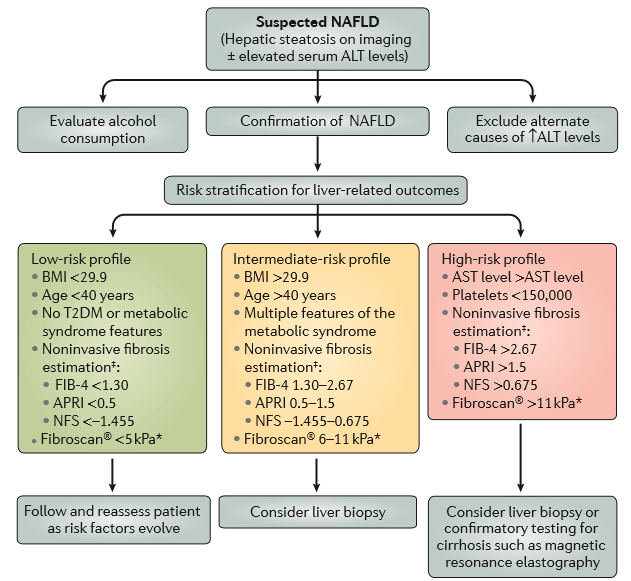 Suspected NAFLD
(Hepatic steatosis on imaging
± elevated serum ALT levels)
Evaluate alcohol
consumption
Confirmation of NAFLD
Exclude alternate
causes of ↑ALT levels
Risk stratification for liver-related outcomes
Low-risk profile
• BMI <29.9
• Age <40 years
• No T2DM or metabolic
syndrome features
• Noninvasive fibrosis
estimation‡:
• FIB-4 <1.30
• APRI <0.5
• NFS <–1.455
• Fibroscan® <5 kPa*
Intermediate-risk profile
• BMI >29.9
• Age >40 years
• Multiple features of the
metabolic syndrome
• Noninvasive fibrosis
estimation‡:
• FIB-4 1.30–2.67
• APRI 0.5–1.5
• NFS –1.455–0.675
• Fibroscan® 6–11 kPa*
High-risk profile
• AST level >AST level
• Platelets <150,000
• Noninvasive fibrosis
estimation‡:
• FIB-4 >2.67
• APRI >1.5
• NFS >0.675
• Fibroscan® >11 kPa*
Follow and reassess patient
as risk factors evolve
Consider liver biopsy
Consider liver biopsy or
confirmatory testing for
cirrhosis such as magnetic
resonance elastography